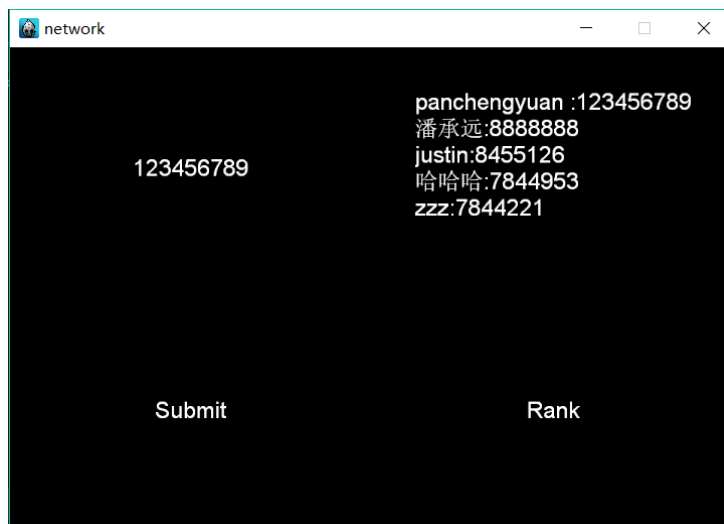 network
123456789
panchengyuan :123456789
潘承远:8888888
justin:8455126
哈哈哈:7844953
zzz:7844221
Submit
Rank